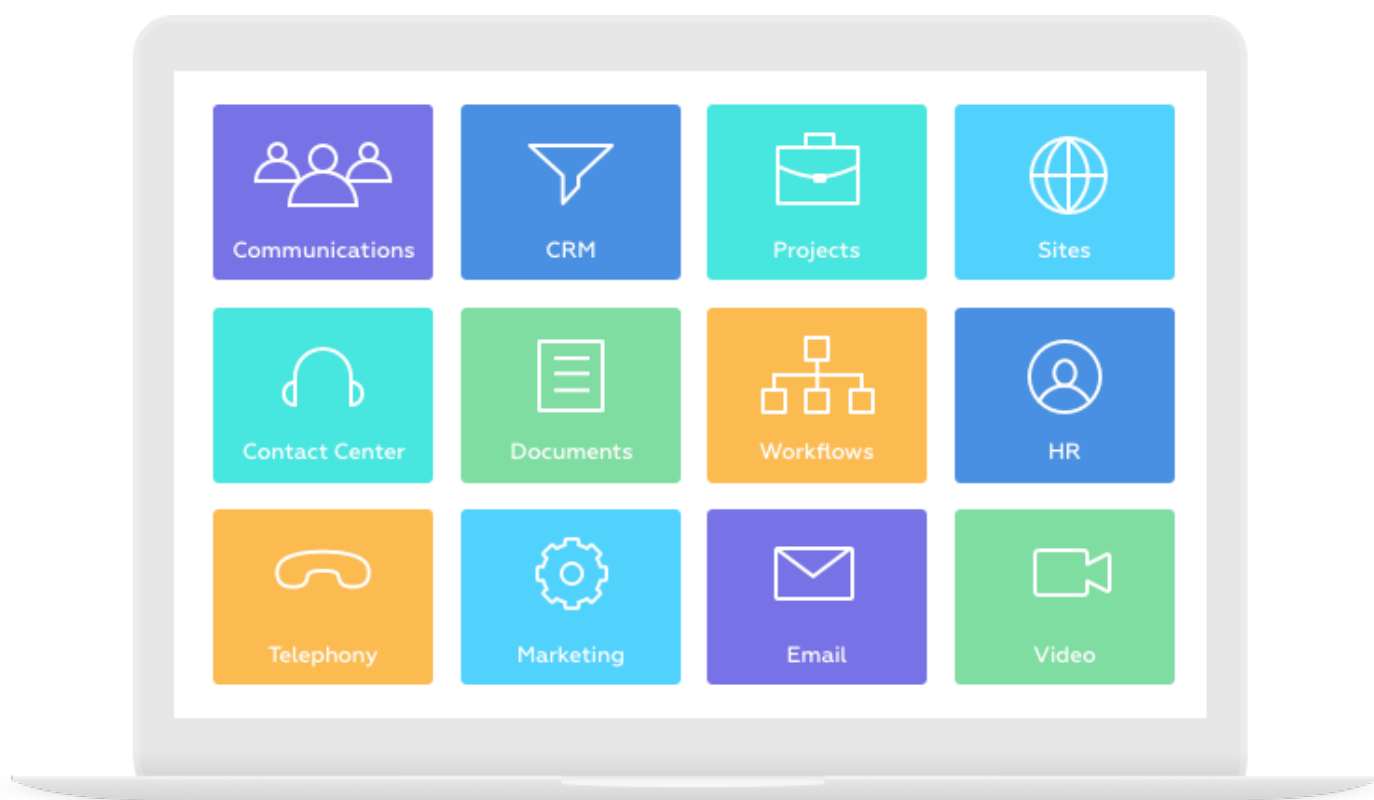 Communications
CRM
Projects
Sites
Contact Center
Documents
Workflows
HR
Telephony
Marketing
Email
Video